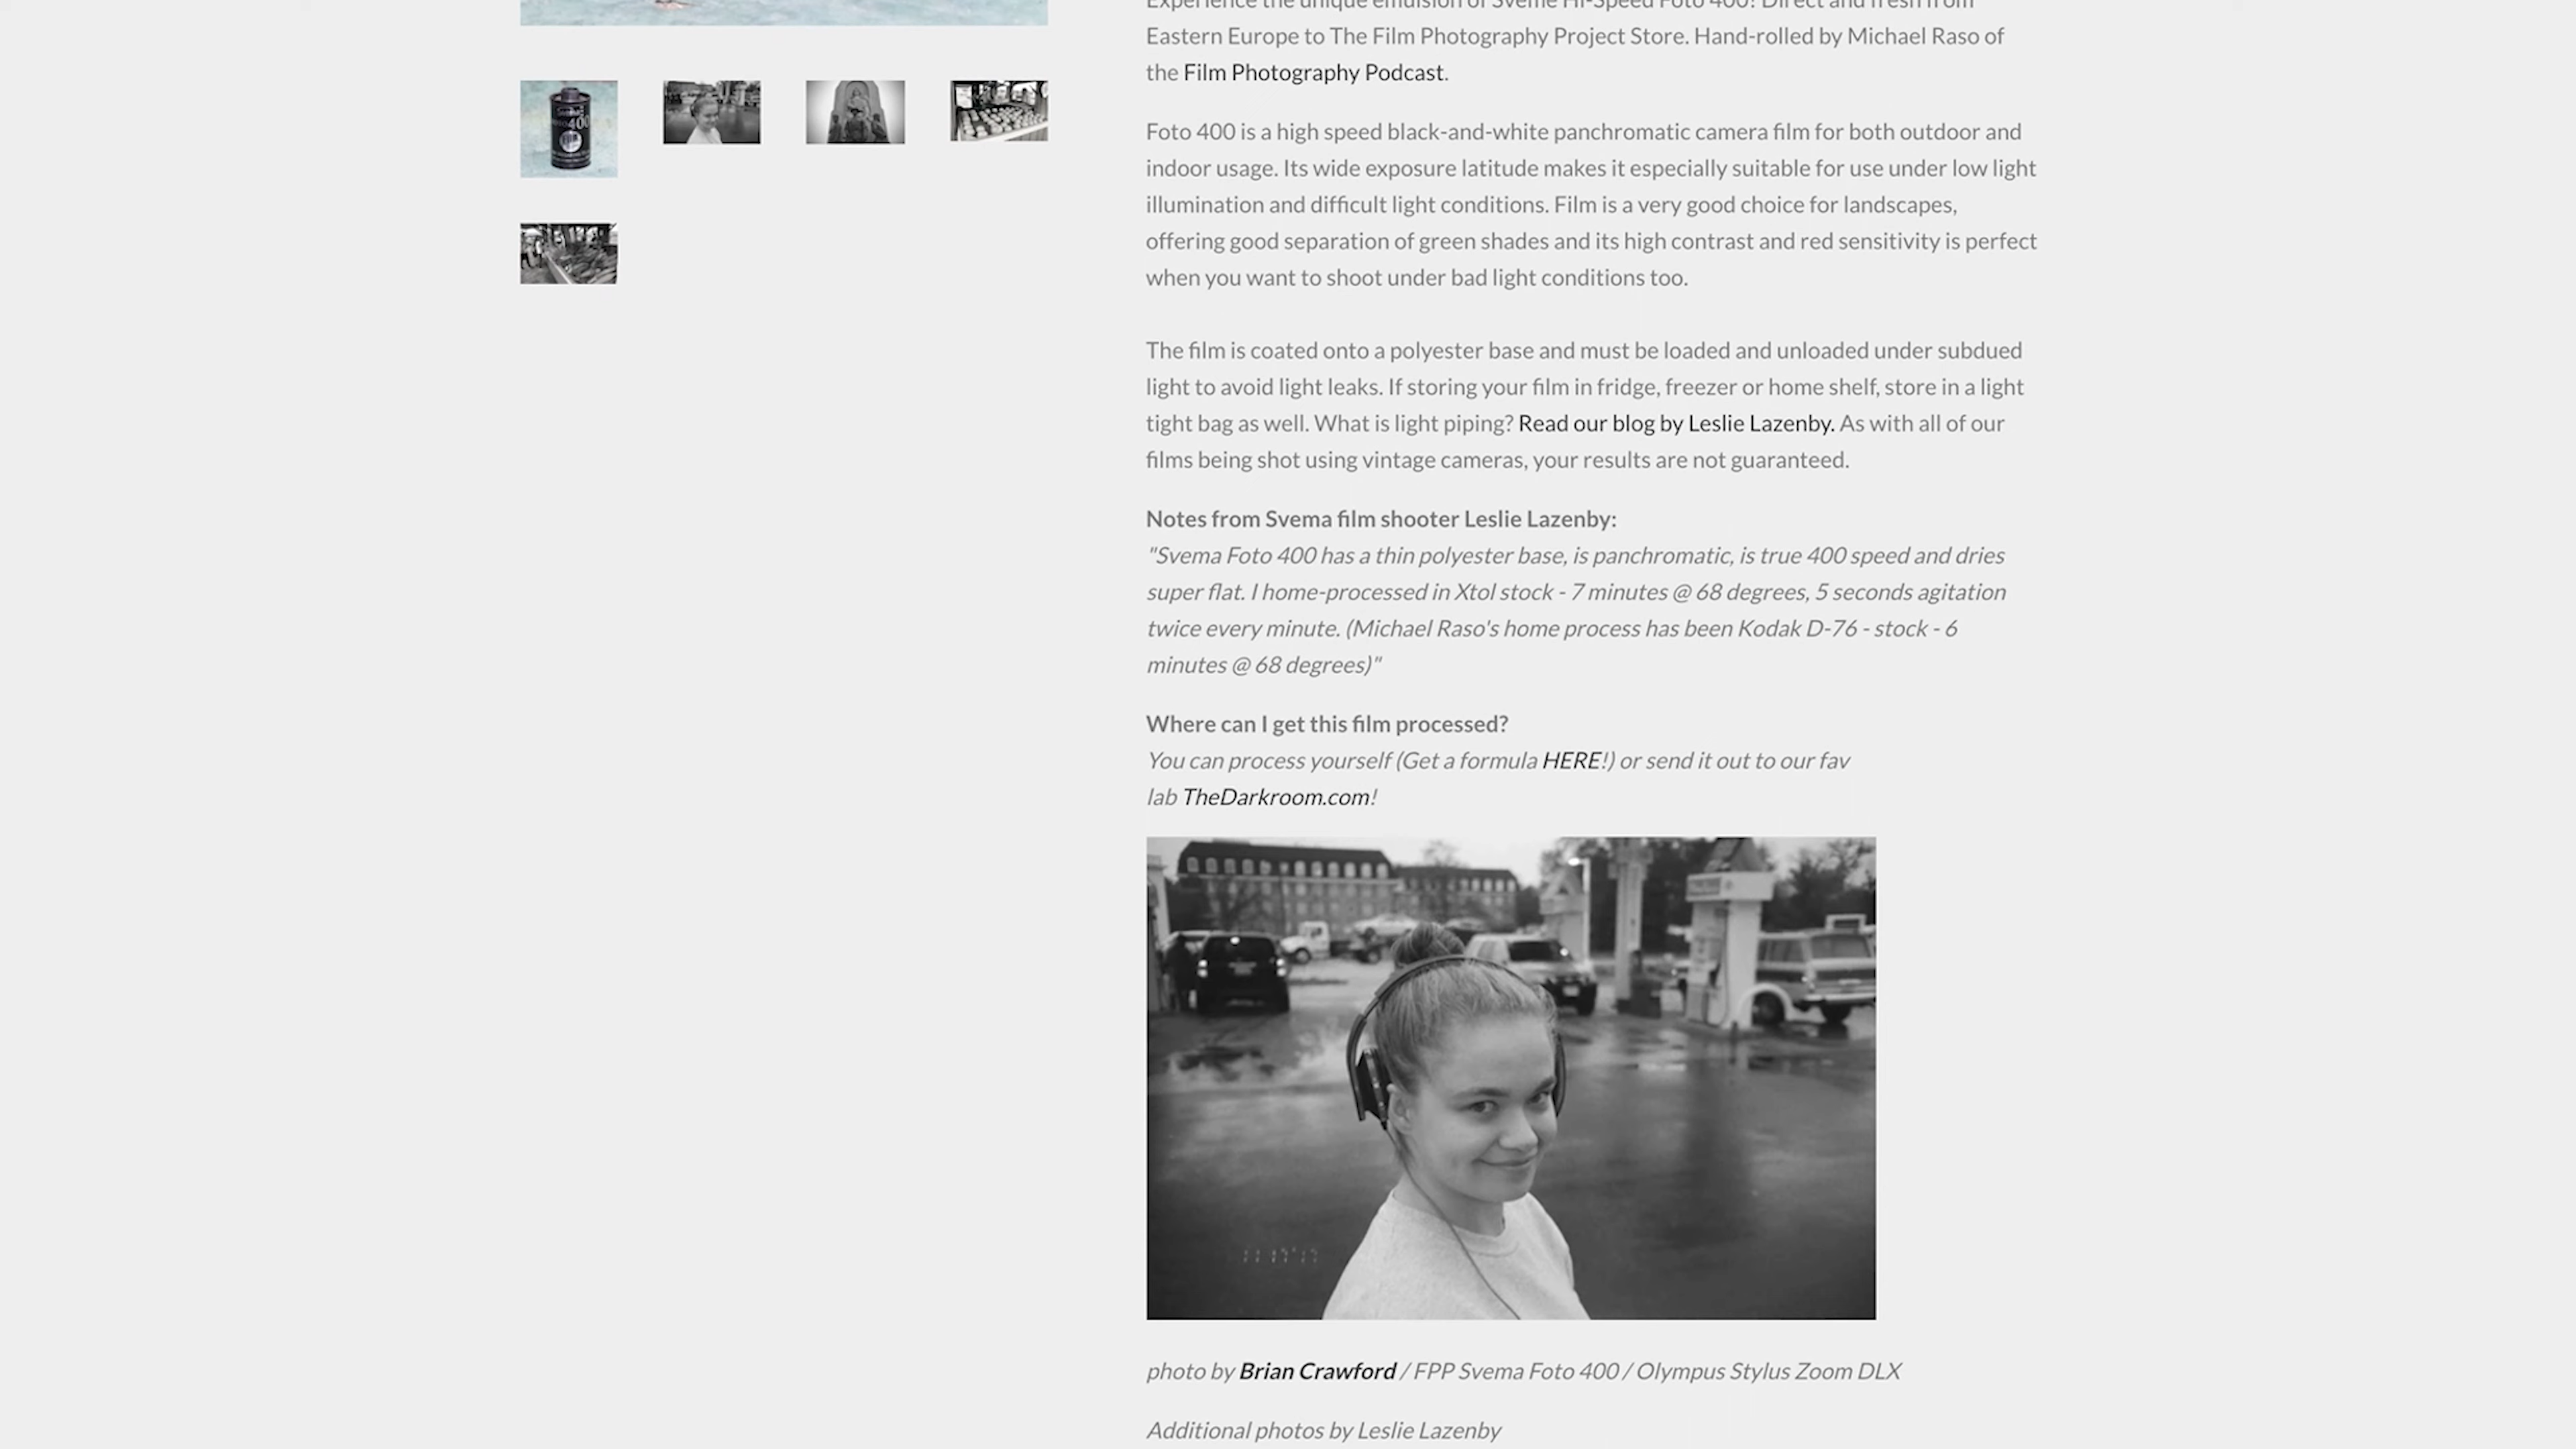 Experience the unique emulsion of Svema Hi-Speed Foto 400! Direct and fresh from
Eastern Europe to The Film Photography Project Store. Hand-rolled by Michael Raso of
the Film Photography Podcast.
Foto 400 is a high speed black-and-white panchromatic camera film for both outdoor and
indoor usage. Its wide exposure latitude makes it especially suitable for use under low light
illumination and difficult light conditions. Film is a very good choice for landscapes,
offering good separation of green shades and its high contrast and red sensitivity is perfect
when you want to shoot under bad light conditions too.
The film is coated onto a polyester base and must be loaded and unloaded under subdued
light to avoid light leaks. If storing your film in fridge, freezer or home shelf, store in a light
tight bag as well. What is light piping? Read our blog by Leslie Lazenby. As with all of our
films being shot using vintage cameras, your results are not guaranteed.
Notes from Svema film shooter Leslie Lazenby:
"Svema Foto 400 has a thin polyester base, is panchromatic, is true 400 speed and dries
super flat. I home-processed in Xtol stock - 7 minutes @ 68 degrees, 5 seconds agitation
twice every minute. (Michael Raso's home process has been Kodak D-76 - stock - 6
minutes @ 68 degrees)"
Where can I get this film processed?
You can process yourself (Get a formula HERE!) or send it out to our fav
lab TheDarkroom.com!
photo by Brian Crawford / FPP Svema Foto 400 / Olympus Stylus Zoom DLX
Additional photos by Leslie Lazenby